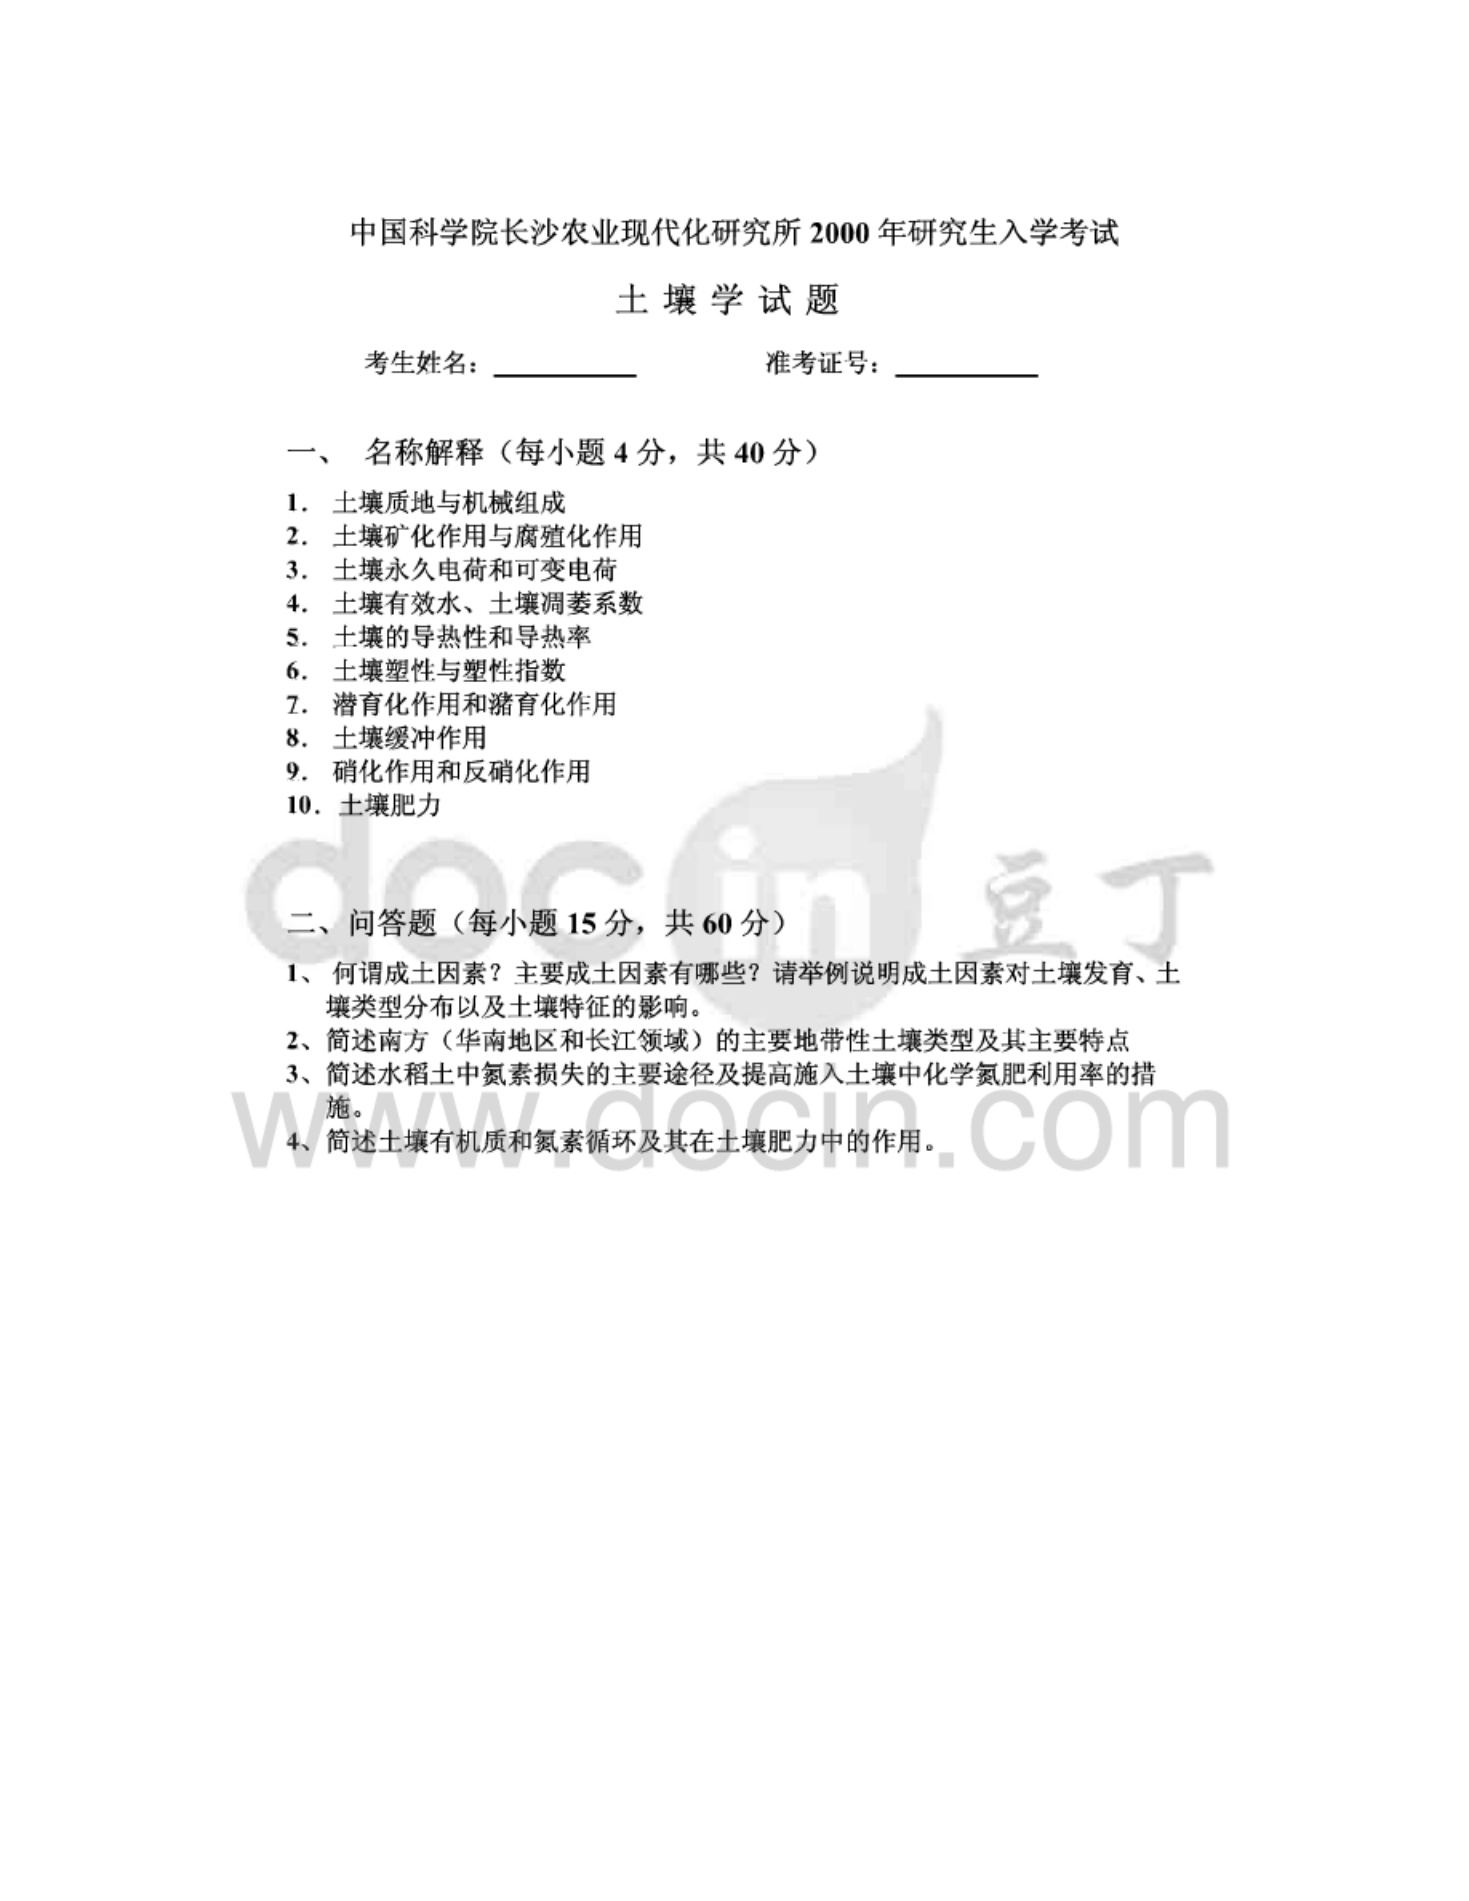 中国科学院长沙农业现代化研究所 2000 年研究生入学考试
土 壤 学 试 题
考生姓名：__________ 准考证号：__________
一、 名称解释（每小题 4 分，共 40 分）
1． 土壤质地与机械组成
2． 土壤矿化作用与腐殖化作用
3． 土壤永久电荷和可变电荷
4． 土壤有效水、土壤凋萎系数
5． 土壤的导热性和导热率
6． 土壤塑性与塑性指数
7． 潜育化作用和潴育化作用
8． 土壤缓冲作用
9． 硝化作用和反硝化作用
10．土壤肥力
docin 豆丁
二、问答题（每小题 15 分，共 60 分）
1、 何谓成土因素？主要成土因素有哪些？请举例说明成土因素对土壤发育、土
壤类型分布以及土壤特征的影响。
2、简述南方（华南地区和长江领域）的主要地带性土壤类型及其主要特点
3、简述水稻土中氮素损失的主要途径及提高施入土壤中化学氮肥利用率的措
施。
www.docin.com
4、简述土壤有机质和氮素循环及其在土壤肥力中的作用。